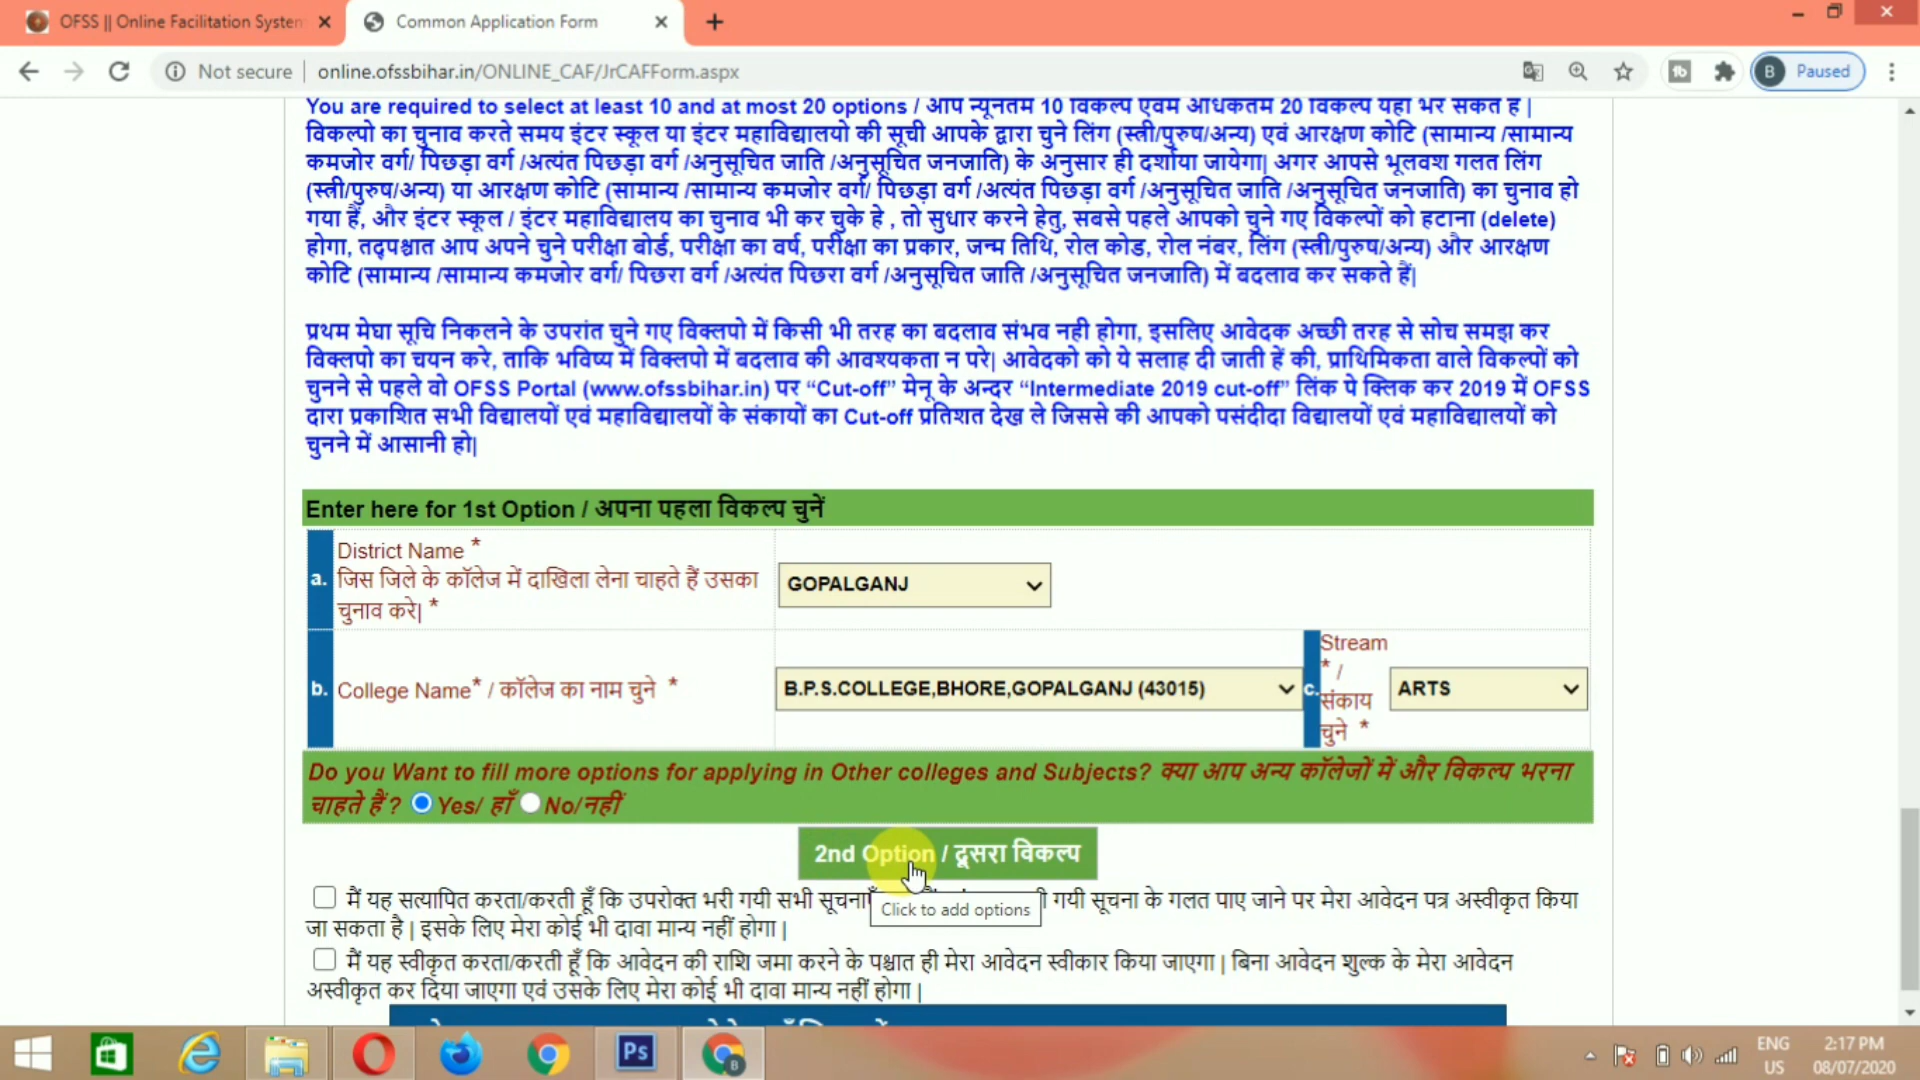 OFSS || Online Facilitation System
Common Application Form
Not secure
online.ofssbihar.in/ONLINE_CAF/JrCAFForm.aspx
B Paused
You are required to select at least 10 and at most 20 options / आप न्यूनतम 10 विकल्प एवम अधिकतम 20 विकल्प यहाँ भर सकते है |
विकल्पो का चुनाव करते समय इंटर स्कूल या इंटर महाविद्यालयो की सूची आपके द्वारा चुने लिंग (स्त्री/पुरुष/अन्य) एवं आरक्षण कोटि (सामान्य /सामान्य
कमजोर वर्ग/ पिछड़ा वर्ग /अत्यंत पिछड़ा वर्ग /अनुसूचित जाति /अनुसूचित जनजाति) के अनुसार ही दर्शाया जायेगा| अगर आपसे भूलवश गलत लिंग
(स्त्री/पुरुष/अन्य) या आरक्षण कोटि (सामान्य /सामान्य कमजोर वर्ग/ पिछड़ा वर्ग /अत्यंत पिछड़ा वर्ग /अनुसूचित जाति /अनुसूचित जनजाति) का चुनाव हो
गया हैं, और इंटर स्कूल / इंटर महाविद्यालय का चुनाव भी कर चुके हे , तो सुधार करने हेतु, सबसे पहले आपको चुने गए विकल्पों को हटाना (delete)
होगा, तद्पश्चात आप अपने चुने परीक्षा बोर्ड, परीक्षा का वर्ष, परीक्षा का प्रकार, जन्म तिथि, रोल कोड, रोल नंबर, लिंग (स्त्री/पुरुष/अन्य) और आरक्षण
कोटि (सामान्य /सामान्य कमजोर वर्ग/ पिछरा वर्ग /अत्यंत पिछरा वर्ग /अनुसूचित जाति /अनुसूचित जनजाति) में बदलाव कर सकते हैं|
प्रथम मेघा सूचि निकलने के उपरांत चुने गए विक्लपो में किसी भी तरह का बदलाव संभव नही होगा, इसलिए आवेदक अच्छी तरह से सोच समझ कर
विक्लपो का चयन करे, ताकि भविष्य में विक्लपो में बदलाव की आवश्यकता न परे| आवेदको को ये सलाह दी जाती हें की, प्राथिमिकता वाले विकल्पों को
चुनने से पहले वो OFSS Portal (www.ofssbihar.in) पर “Cut-off” मेनू के अन्दर “Intermediate 2019 cut-off” लिंक पे क्लिक कर 2019 में OFSS
दारा प्रकाशित सभी विद्यालयों एवं महाविद्यालयों के संकायों का Cut-off प्रतिशत देख ले जिससे की आपको पसंदीदा विद्यालयों एवं महाविद्यालयों को
चुनने में आसानी हो|
Enter here for 1st Option / अपना पहला विकल्प चुनें
a. District Name * जिस जिले के कॉलेज में दाखिला लेना चाहते हैं उसका चुनाव करे| *
GOPALGANJ
b. College Name* / कॉलेज का नाम चुने *
B.P.S.COLLEGE,BHORE,GOPALGANJ (43015)
c. Stream * / संकाय चुने *
ARTS
Do you Want to fill more options for applying in Other colleges and Subjects? क्या आप अन्य कॉलेजों में और विकल्प भरना
चाहते हैं ? Yes/ हाँ No/नहीं
2nd Option / दूसरा विकल्प
मैं यह सत्यापित करता/करती हूँ कि उपरोक्त भरी गयी सभी सूचनाएँ गयी सूचना के गलत पाए जाने पर मेरा आवेदन पत्र अस्वीकृत किया
Click to add options
जा सकता है | इसके लिए मेरा कोई भी दावा मान्य नहीं होगा |
मैं यह स्वीकृत करता/करती हूँ कि आवेदन की राशि जमा करने के पश्चात ही मेरा आवेदन स्वीकार किया जाएगा | बिना आवेदन शुल्क के मेरा आवेदन
अस्वीकृत कर दिया जाएगा एवं उसके लिए मेरा कोई भी दावा मान्य नहीं होगा |
Ps
B
ENG
US
2:17 PM
08/07/2020